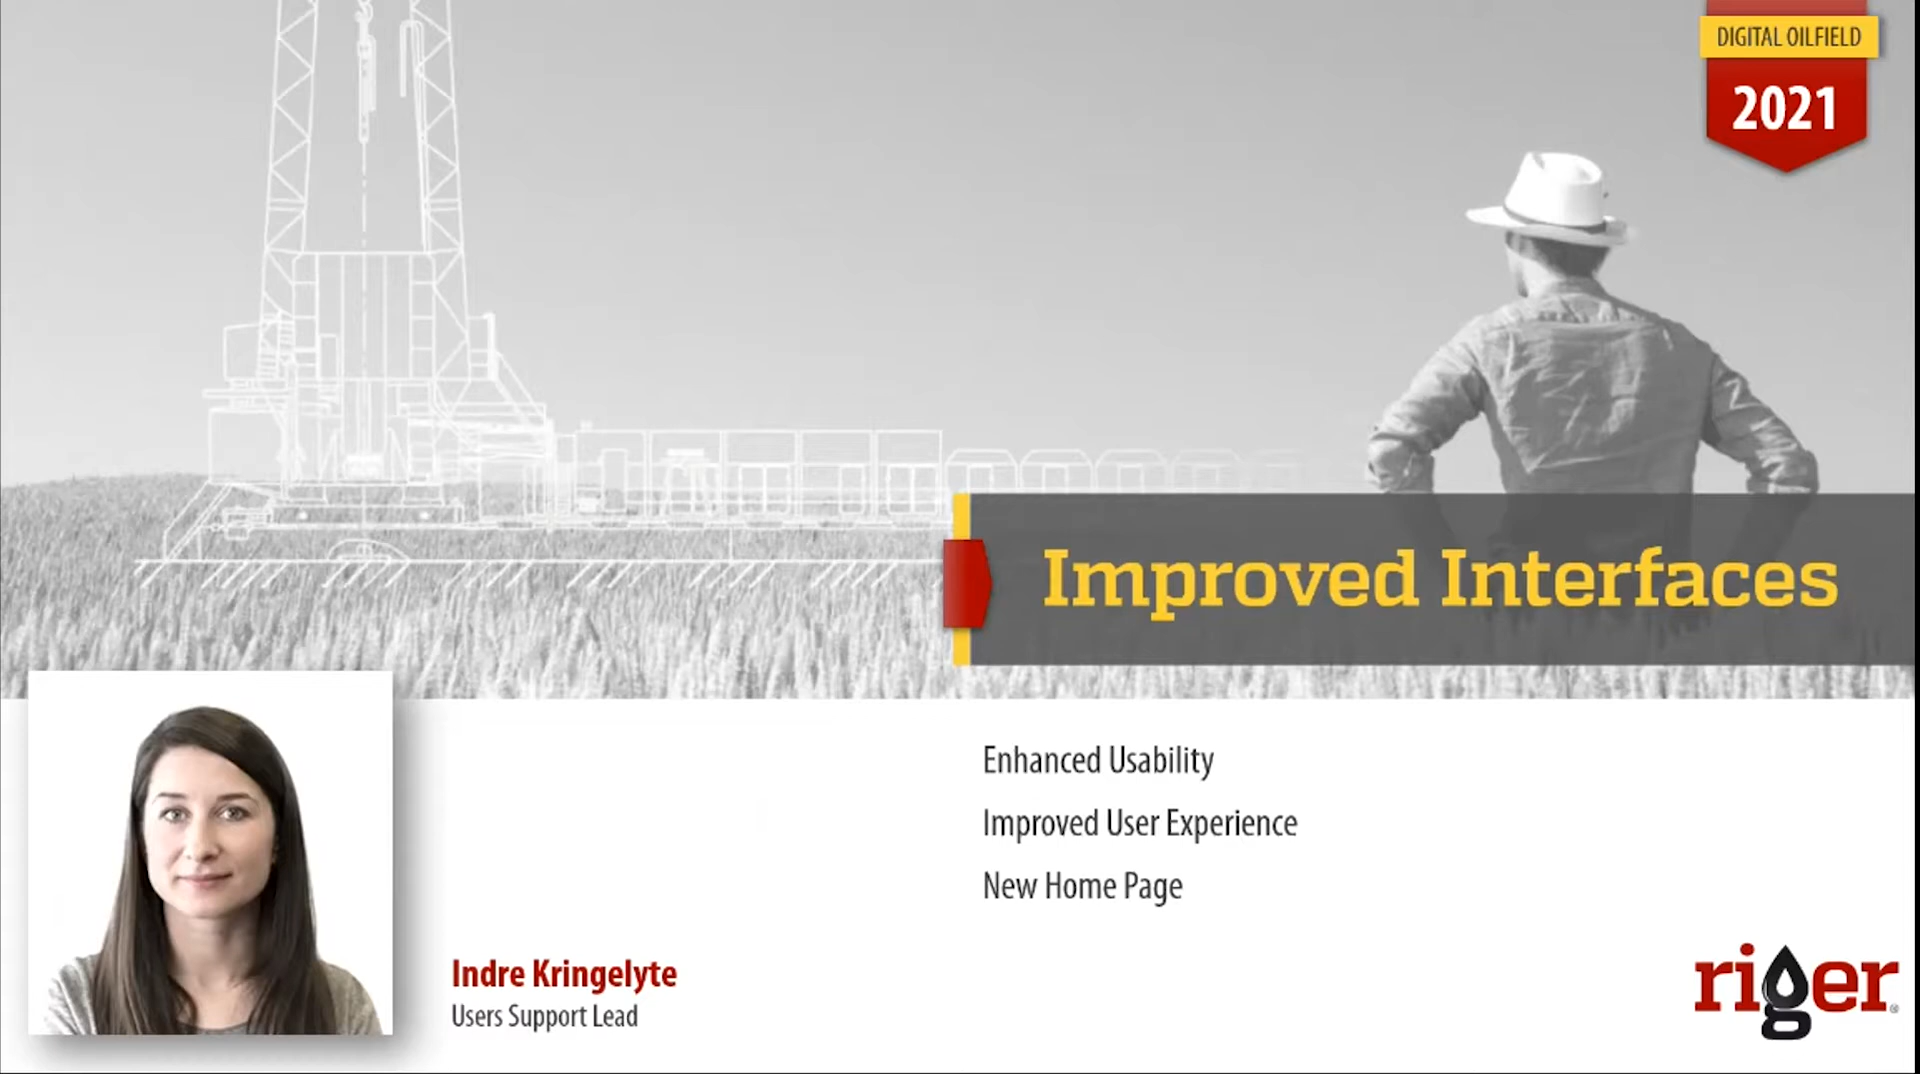 DIGITAL OILFIELD
2021
Improved Interfaces
Enhanced Usability
Improved User Experience
New Home Page
Indre Kringelyte
Users Support Lead
riger®